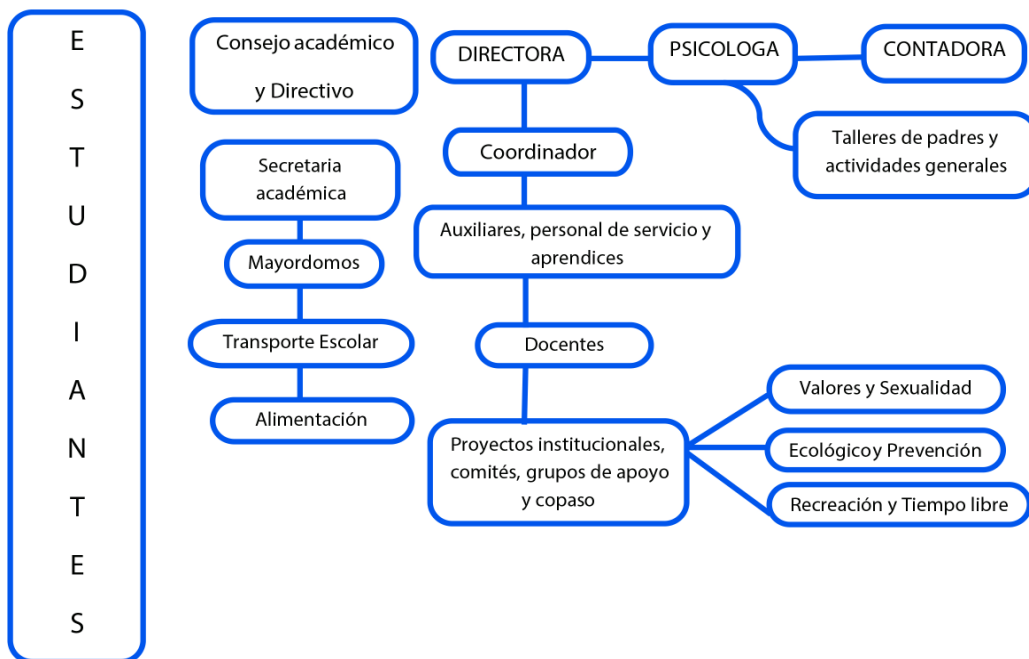 E
S
T
U
D
I
A
N
T
E
S
Consejo académico
y Directivo
Secretaria
académica
Mayordomos
Transporte Escolar
Alimentación
DIRECTORA
PSICOLOGA
CONTADORA
Talleres de padres y
actividades generales
Coordinador
Auxiliares, personal de servicio y
aprendices
Docentes
Proyectos institucionales,
comités, grupos de apoyo
y copaso
Valores y Sexualidad
Ecológico y Prevención
Recreación y Tiempo libre